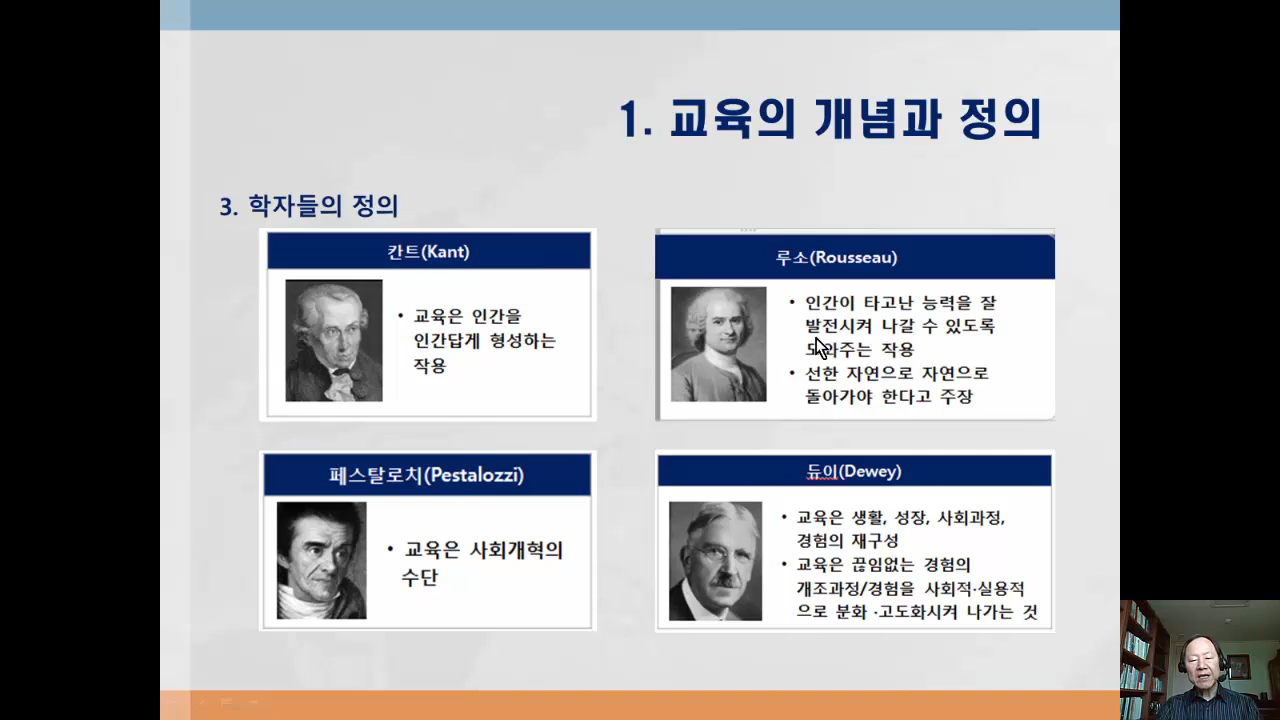 1. 교육의 개념과 정의
3. 학자들의 정의
칸트(Kant)
• 교육은 인간을
인간답게 형성하는
작용
루소(Rousseau)
• 인간이 타고난 능력을 잘
발전시켜 나갈 수 있도록
도와주는 작용
• 선한 자연으로 자연으로
돌아가야 한다고 주장
페스탈로치(Pestalozzi)
• 교육은 사회개혁의
수단
듀이(Dewey)
• 교육은 생활, 성장, 사회과정,
경험의 재구성
• 교육은 끊임없는 경험의
개조과정/경험을 사회적·실용적
으로 분화 ·고도화시켜 나가는 것